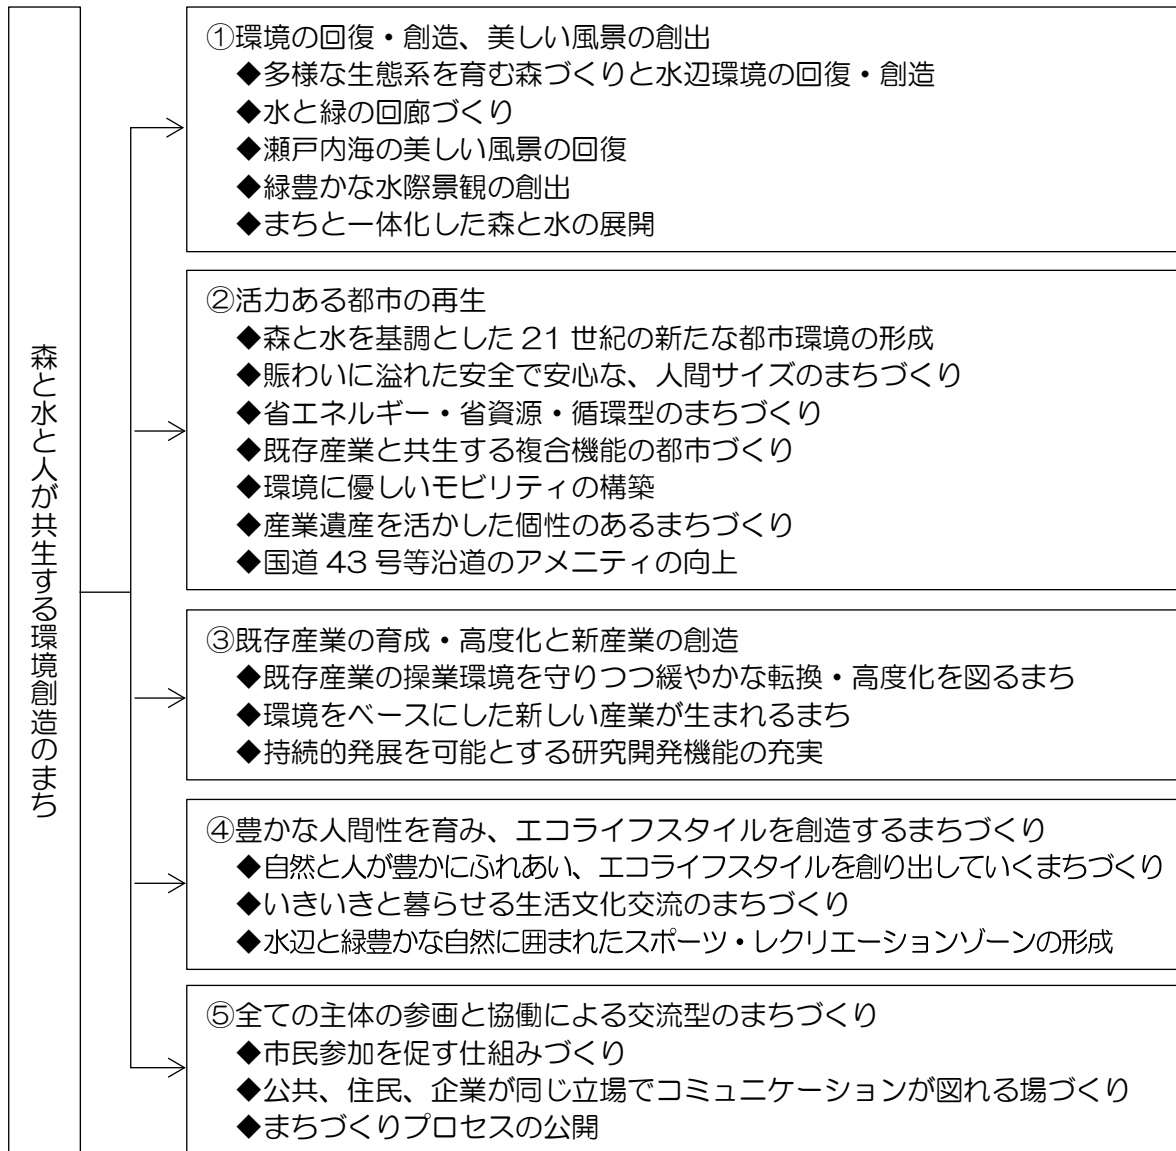 森と水と人が共生する環境創造のまち
①環境の回復・創造、美しい風景の創出
◆多様な生態系を育む森づくりと水辺環境の回復・創造
◆水と緑の回廊づくり
◆瀬戸内海の美しい風景の回復
◆緑豊かな水際景観の創出
◆まちと一体化した森と水の展開
②活力ある都市の再生
◆森と水を基調とした 21 世紀の新たな都市環境の形成
◆賑わいに溢れた安全で安心な、人間サイズのまちづくり
◆省エネルギー・省資源・循環型のまちづくり
◆既存産業と共生する複合機能の都市づくり
◆環境に優しいモビリティの構築
◆産業遺産を活かした個性のあるまちづくり
◆国道 43 号等沿道のアメニティの向上
③既存産業の育成・高度化と新産業の創造
◆既存産業の操業環境を守りつつ緩やかな転換・高度化を図るまち
◆環境をベースにした新しい産業が生まれるまち
◆持続的発展を可能とする研究開発機能の充実
④豊かな人間性を育み、エコライフスタイルを創造するまちづくり
◆自然と人が豊かにふれあい、エコライフスタイルを創り出していくまちづくり
◆いきいきと暮らせる生活文化交流のまちづくり
◆水辺と緑豊かな自然に囲まれたスポーツ・レクリエーションゾーンの形成
⑤全ての主体の参画と協働による交流型のまちづくり
◆市民参加を促す仕組みづくり
◆公共、住民、企業が同じ立場でコミュニケーションが図れる場づくり
◆まちづくりプロセスの公開